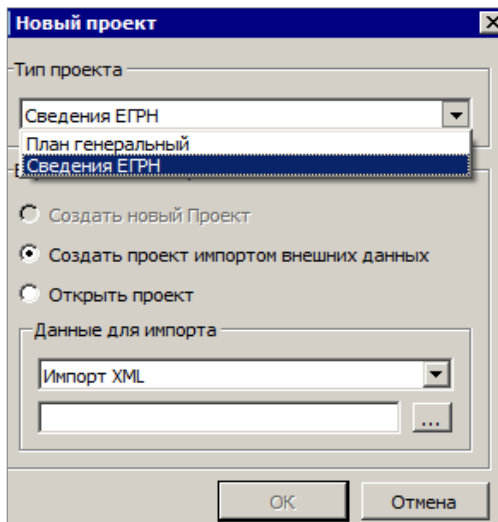 Новый проект
Тип проекта
Сведения ЕГРН
План генеральный
Сведения ЕГРН
Создать новый Проект
Создать проект импортом внешних данных
Открыть проект
Данные для импорта
Импорт XML
...
ОК
Отмена